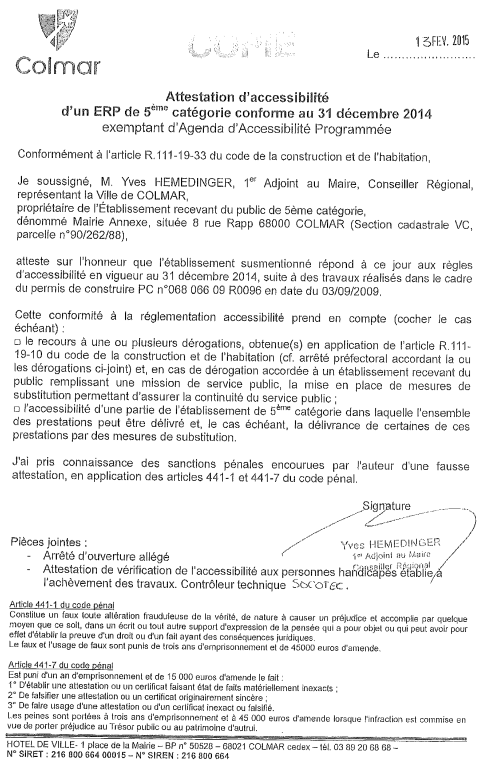 Colmar
COPIE
Le 13 FEV. 2015
Attestation d'accessibilité
d'un ERP de 5ème catégorie conforme au 31 décembre 2014
exemptant d'Agenda d'Accessibilité Programmée
Conformément à l'article R.111-19-33 du code de la construction et de l'habitation,
Je soussigné, M. Yves HEMEDINGER, 1er Adjoint au Maire, Conseiller Régional,
représentant la Ville de COLMAR,
propriétaire de l'Établissement recevant du public de 5ème catégorie,
dénommé Mairie Annexe, située 8 rue Rapp 68000 COLMAR (Section cadastrale VC,
parcelle n°90/262/88),
atteste sur l'honneur que l'établissement susmentionné répond à ce jour aux règles
d'accessibilité en vigueur au 31 décembre 2014, suite à des travaux réalisés dans le cadre
du permis de construire PC n°068 066 09 R0096 en date du 03/09/2009.
Cette conformité à la réglementation accessibilité prend en compte (cocher le cas
échéant) :
□ le recours à une ou plusieurs dérogations, obtenue(s) en application de l'article R.111-
19-10 du code de la construction et de l'habitation (cf. arrêté préfectoral accordant la ou
les dérogations ci-joint) et, en cas de dérogation accordée à un établissement recevant du
public remplissant une mission de service public, la mise en place de mesures de
substitution permettant d'assurer la continuité du service public ;
□ l'accessibilité d'une partie de l'établissement de 5ème catégorie dans laquelle l'ensemble
des prestations peut être délivré et, le cas échéant, la délivrance de certaines de ces
prestations par des mesures de substitution.
J'ai pris connaissance des sanctions pénales encourues par l'auteur d'une fausse
attestation, en application des articles 441-1 et 441-7 du code pénal.
Signature
Yves HEMEDINGER
1er Adjoint au Maire
Conseiller Régional
Pièces jointes :
- Arrêté d'ouverture allégé
- Attestation de vérification de l'accessibilité aux personnes handicapés établie à
l'achèvement des travaux. Contrôleur technique SOCOTEC.
Article 441-1 du code pénal
Constitue un faux toute altération frauduleuse de la vérité, de nature à causer un préjudice et accomplie par quelque
moyen que ce soit, dans un écrit ou tout autre support d'expression de la pensée qui a pour objet ou qui peut avoir pour
effet d'établir la preuve d'un droit ou d'un fait ayant des conséquences juridiques.
Le faux et l'usage de faux sont punis de trois ans d'emprisonnement et de 45000 euros d'amende.
Article 441-7 du code pénal
Est puni d'un an d'emprisonnement et de 15 000 euros d'amende le fait :
1° D'établir une attestation ou un certificat faisant état de faits matériellement inexacts ;
2° De falsifier une attestation ou un certificat originairement sincère ;
3° De faire usage d'une attestation ou d'un certificat inexact ou falsifié.
Les peines sont portées à trois ans d'emprisonnement et à 45 000 euros d'amende lorsque l'infraction est commise en
vue de porter préjudice au Trésor public ou au patrimoine d'autrui.
HOTEL DE VILLE- 1 place de la Mairie – BP n° 50528 – 68021 COLMAR cedex – tél. 03 89 20 68 68 –
N° SIRET : 216 800 664 00015 – N° SIREN : 216 800 664